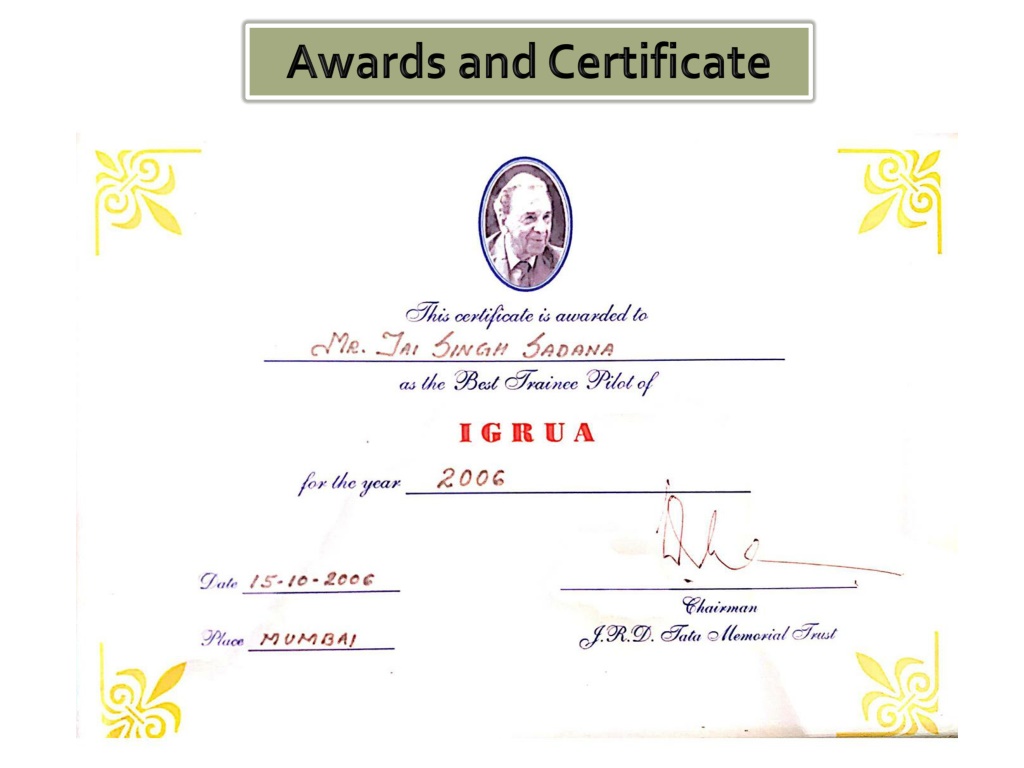 Awards and Certificate
This certificate is awarded to
MR. JAI SINGH SADANA
as the Best Trainee Pilot of
IGRUA
for the year 2006
Date 15-10-2006
Place MUMBAI
Chairman
J.R.D. Tata Memorial Trust